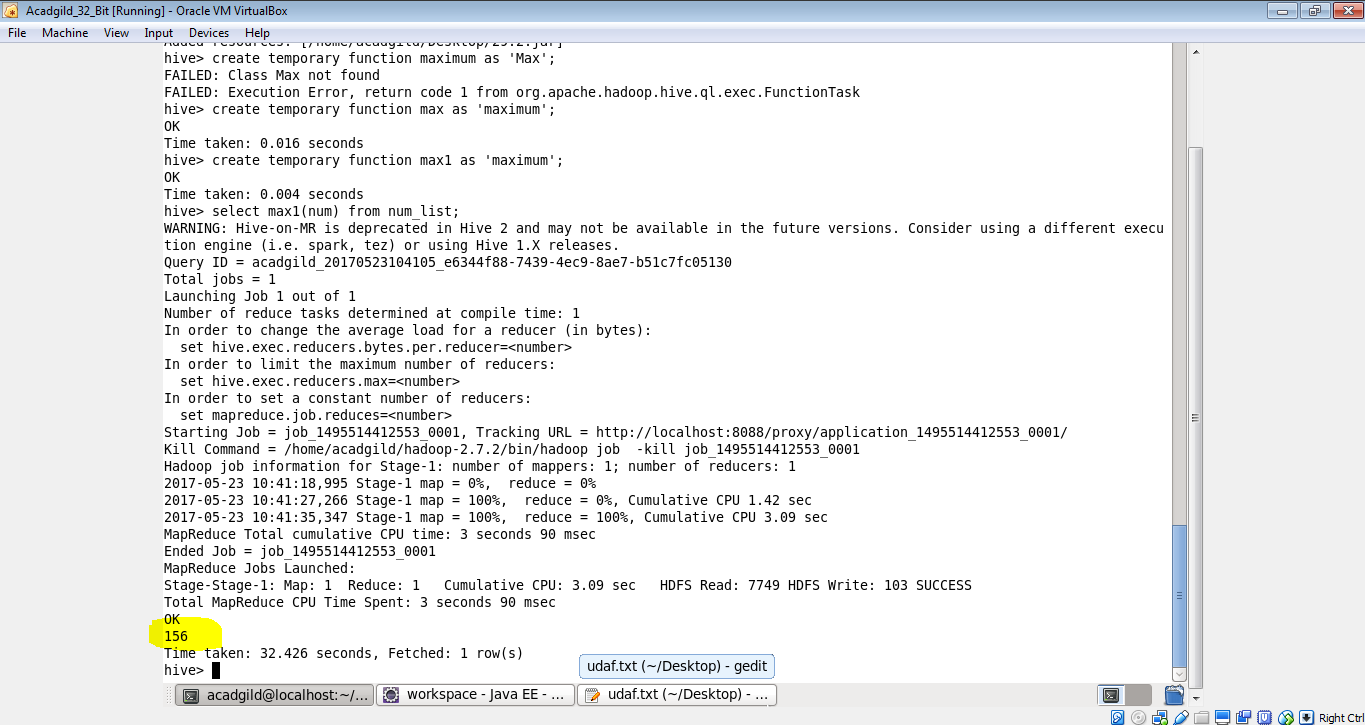 Acadgild_32_Bit [Running] - Oracle VM VirtualBox
File Machine View Input Devices Help
Added resources: [/home/acadgild/Desktop/29.2.jar]
hive> create temporary function maximum as 'Max';
FAILED: Class Max not found
FAILED: Execution Error, return code 1 from org.apache.hadoop.hive.ql.exec.FunctionTask
hive> create temporary function max as 'maximum';
OK
Time taken: 0.016 seconds
hive> create temporary function max1 as 'maximum';
OK
Time taken: 0.004 seconds
hive> select max1(num) from num_list;
WARNING: Hive-on-MR is deprecated in Hive 2 and may not be available in the future versions. Consider using a different execu
tion engine (i.e. spark, tez) or using Hive 1.X releases.
Query ID = acadgild_20170523104105_e6344f88-7439-4ec9-8ae7-b51c7fc05130
Total jobs = 1
Launching Job 1 out of 1
Number of reduce tasks determined at compile time: 1
In order to change the average load for a reducer (in bytes):
  set hive.exec.reducers.bytes.per.reducer=<number>
In order to limit the maximum number of reducers:
  set hive.exec.reducers.max=<number>
In order to set a constant number of reducers:
  set mapreduce.job.reduces=<number>
Starting Job = job_1495514412553_0001, Tracking URL = http://localhost:8088/proxy/application_1495514412553_0001/
Kill Command = /home/acadgild/hadoop-2.7.2/bin/hadoop job  -kill job_1495514412553_0001
Hadoop job information for Stage-1: number of mappers: 1; number of reducers: 1
2017-05-23 10:41:18,995 Stage-1 map = 0%,  reduce = 0%
2017-05-23 10:41:27,266 Stage-1 map = 100%,  reduce = 0%, Cumulative CPU 1.42 sec
2017-05-23 10:41:35,347 Stage-1 map = 100%,  reduce = 100%, Cumulative CPU 3.09 sec
MapReduce Total cumulative CPU time: 3 seconds 90 msec
Ended Job = job_1495514412553_0001
MapReduce Jobs Launched:
Stage-Stage-1: Map: 1  Reduce: 1   Cumulative CPU: 3.09 sec   HDFS Read: 7749 HDFS Write: 103 SUCCESS
Total MapReduce CPU Time Spent: 3 seconds 90 msec
OK
156
Time taken: 32.426 seconds, Fetched: 1 row(s)
hive>
udaf.txt (~/Desktop) - gedit
acadgild@localhost:~/... workspace - Java EE - ... udaf.txt (~/Desktop) - ...
Right Ctrl